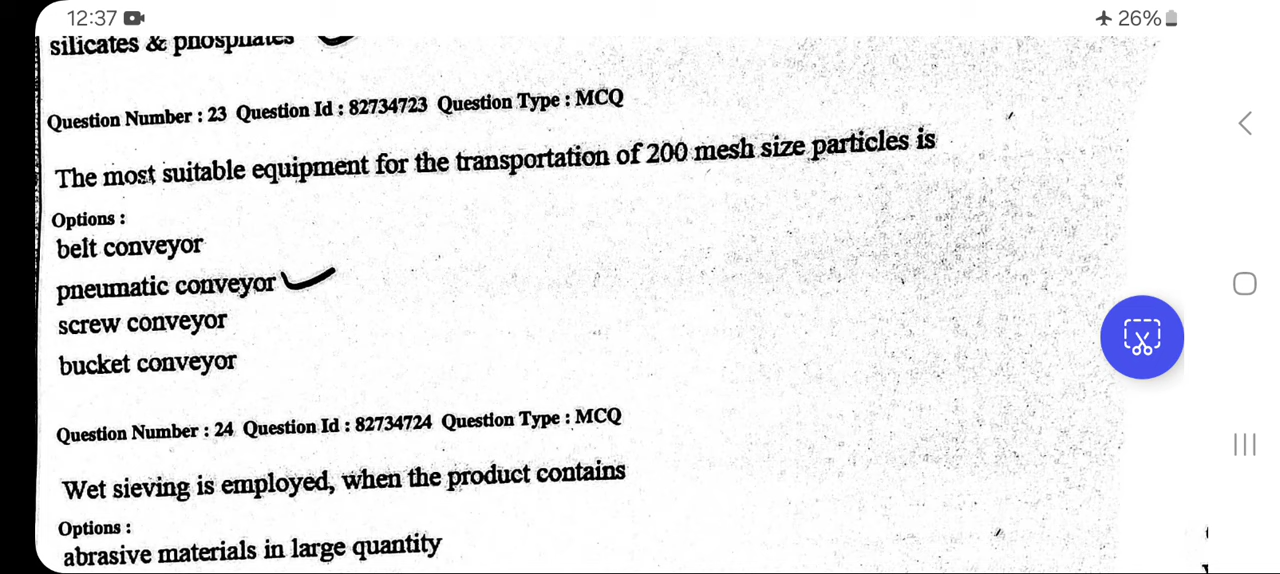 12:37
26%
silicates & phosphates
Question Number : 23 Question Id : 82734723 Question Type : MCQ
The most suitable equipment for the transportation of 200 mesh size particles is
Options :
belt conveyor
pneumatic conveyor
screw conveyor
bucket conveyor
Question Number : 24 Question Id : 82734724 Question Type : MCQ
Wet sieving is employed, when the product contains
Options :
abrasive materials in large quantity